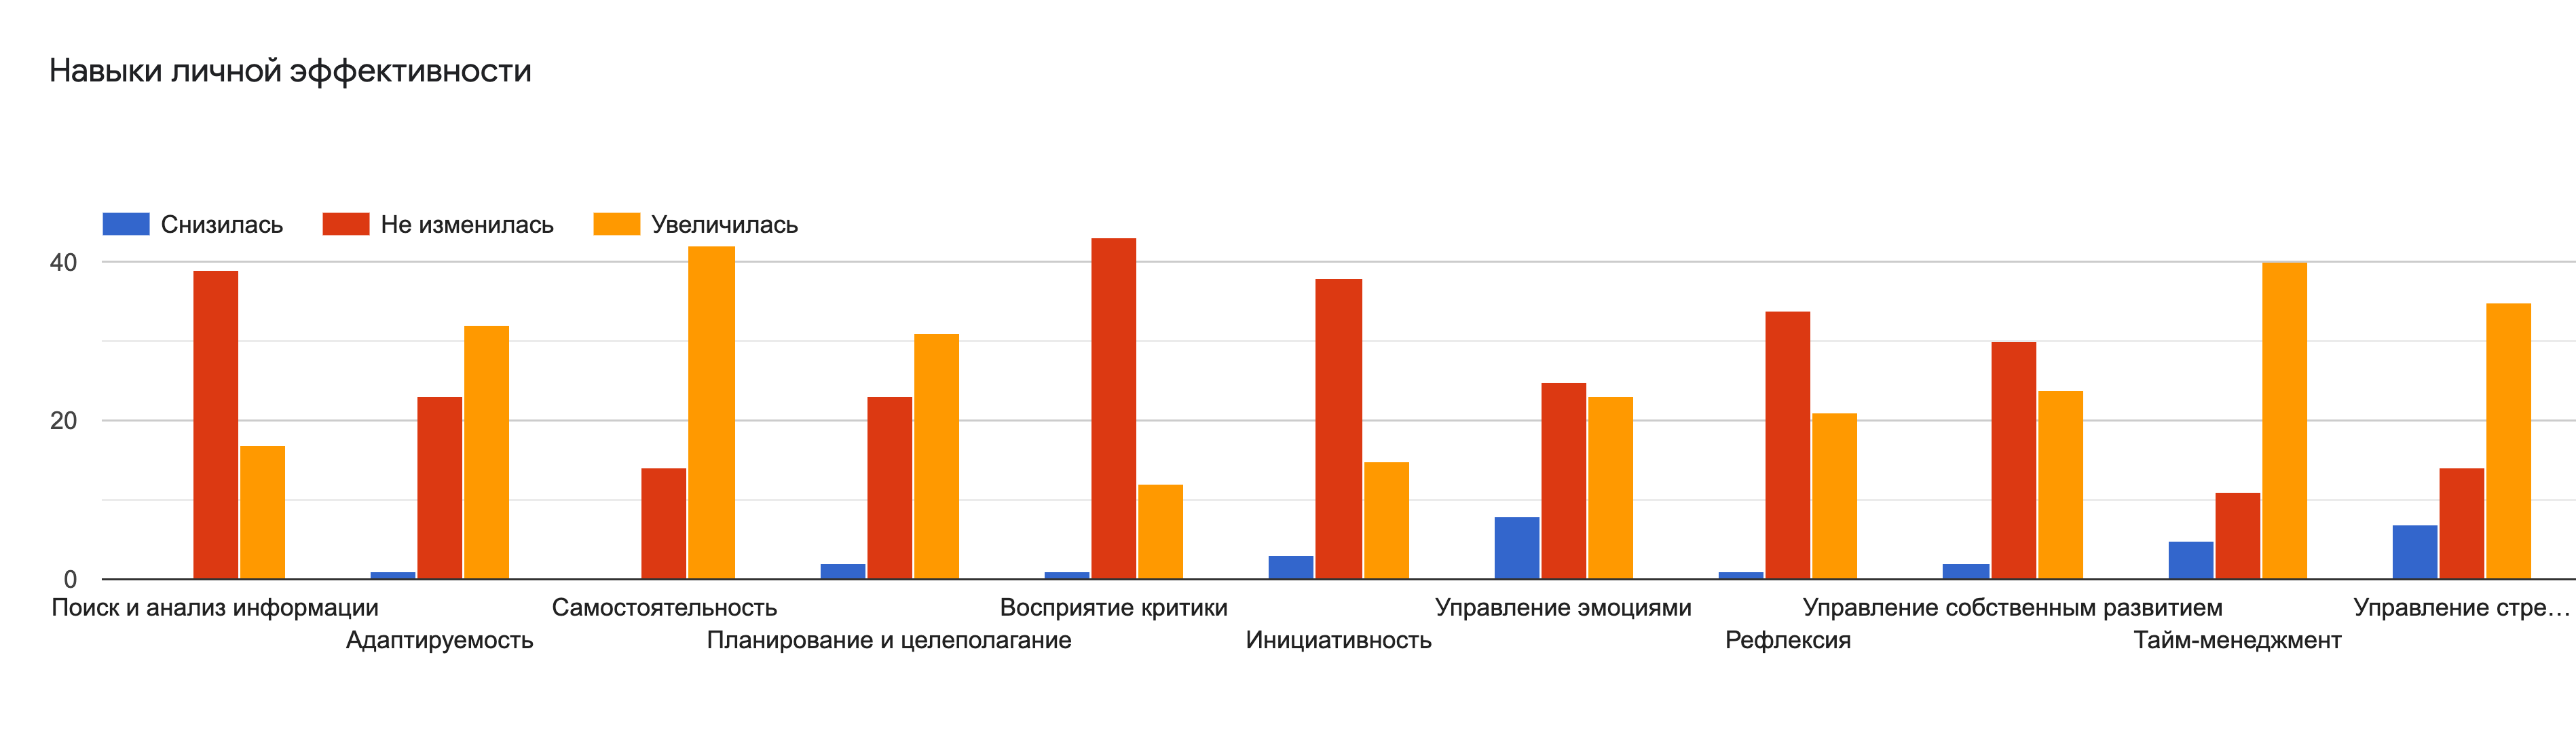 Навыки личной эффективности
Снизилась Не изменилась Увеличилась
40
20
0
Поиск и анализ информации Самостоятельность Восприятие критики Управление эмоциями Управление собственным развитием Управление стре…
Адаптируемость Планирование и целеполагание Инициативность Рефлексия Тайм-менеджмент